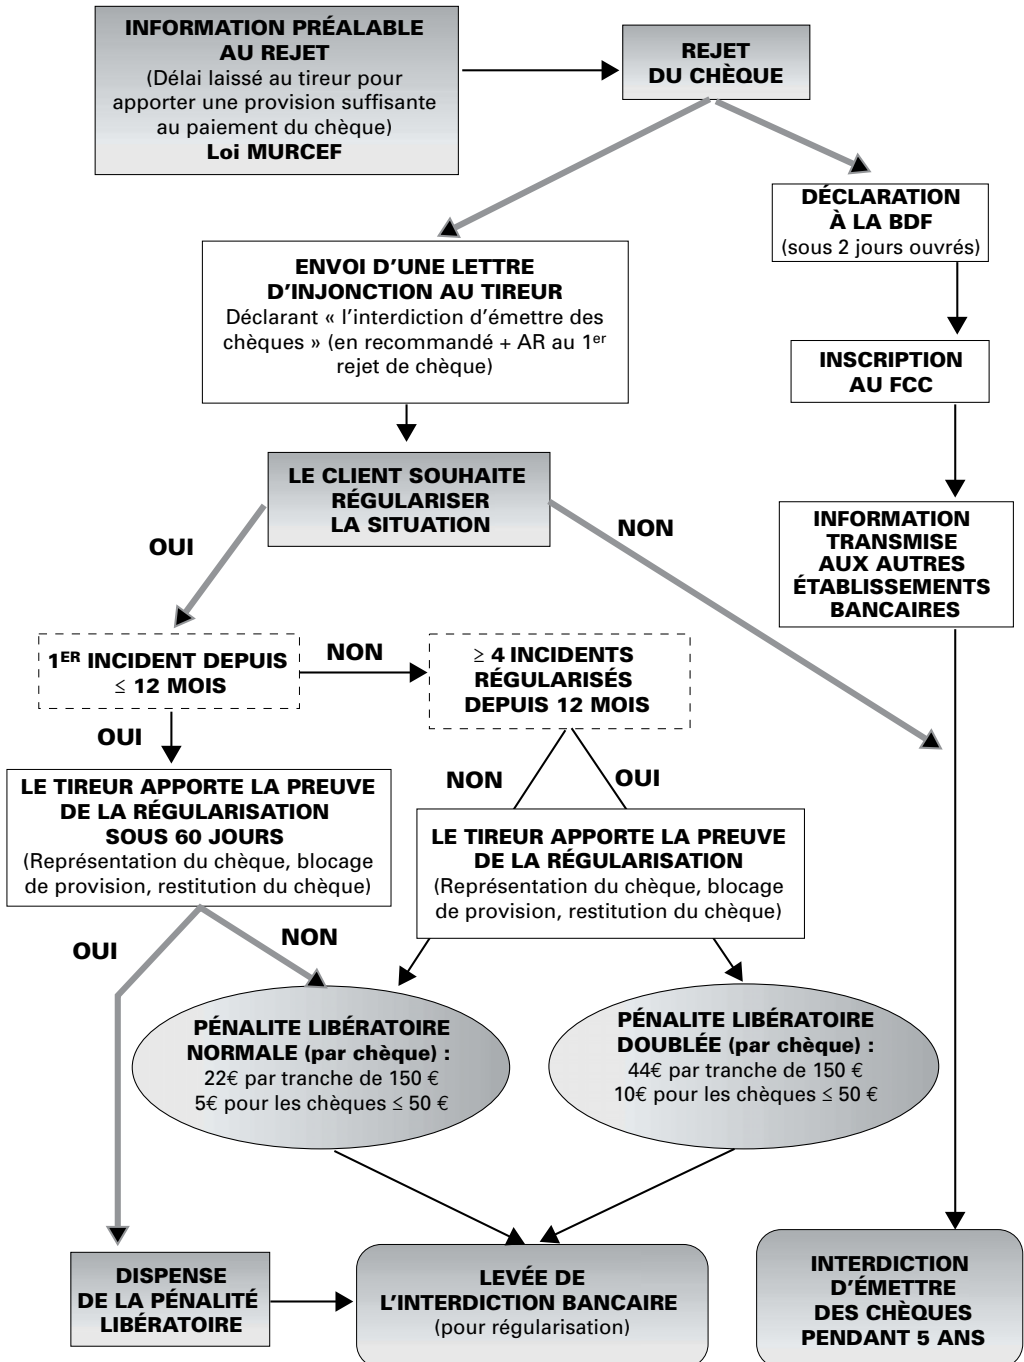 INFORMATION PRÉALABLE
AU REJET
(Délai laissé au tireur pour
apporter une provision suffisante
au paiement du chèque)
Loi MURCEF
REJET
DU CHÈQUE
DÉCLARATION
À LA BDF
(sous 2 jours ouvrés)
ENVOI D'UNE LETTRE
D'INJONCTION AU TIREUR
Déclarant « l'interdiction d'émettre des
chèques » (en recommandé + AR au 1er
rejet de chèque)
INSCRIPTION
AU FCC
LE CLIENT SOUHAITE
RÉGULARISER
LA SITUATION
OUI
NON
INFORMATION
TRANSMISE
AUX AUTRES
ÉTABLISSEMENTS
BANCAIRES
1ER INCIDENT DEPUIS
≤ 12 MOIS
NON
≥ 4 INCIDENTS
RÉGULARISÉS
DEPUIS 12 MOIS
OUI
NON
OUI
LE TIREUR APPORTE LA PREUVE
DE LA RÉGULARISATION
SOUS 60 JOURS
(Représentation du chèque, blocage
de provision, restitution du chèque)
LE TIREUR APPORTE LA PREUVE
DE LA RÉGULARISATION
(Représentation du chèque, blocage
de provision, restitution du chèque)
OUI
NON
PÉNALITE LIBÉRATOIRE
NORMALE (par chèque) :
22€ par tranche de 150 €
5€ pour les chèques ≤ 50 €
PÉNALITE LIBÉRATOIRE
DOUBLÉE (par chèque) :
44€ par tranche de 150 €
10€ pour les chèques ≤ 50 €
DISPENSE
DE LA PÉNALITÉ
LIBÉRATOIRE
LEVÉE DE
L'INTERDICTION BANCAIRE
(pour régularisation)
INTERDICTION
D'ÉMETTRE
DES CHÈQUES
PENDANT 5 ANS